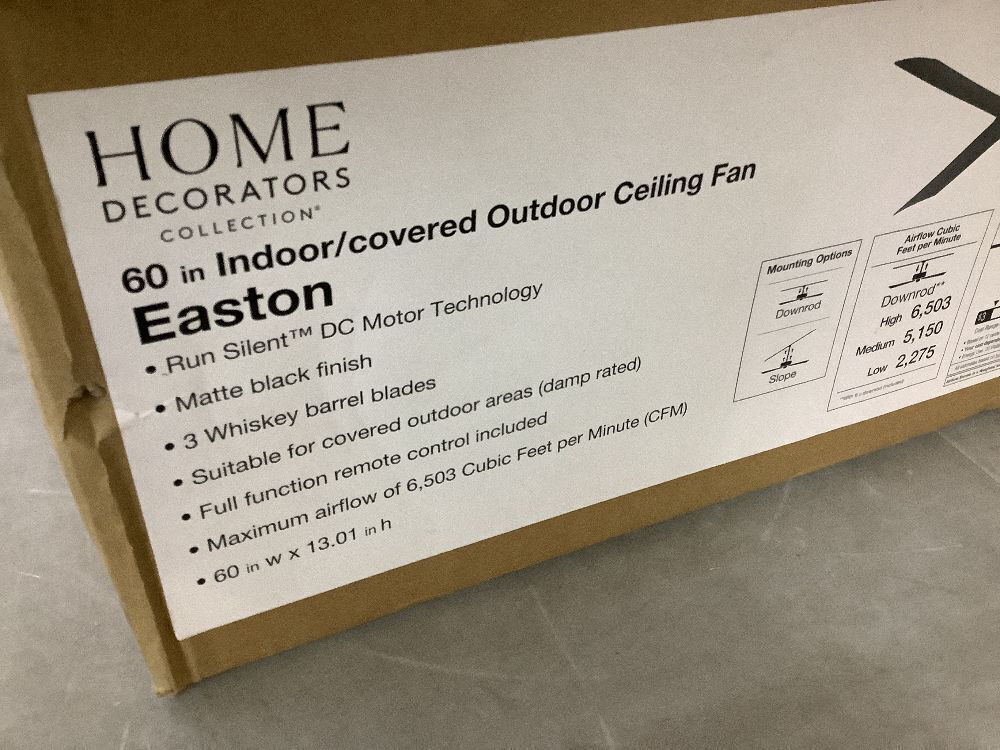 HOME
DECORATORS
COLLECTION®
60 in Indoor/covered Outdoor Ceiling Fan
Easton
• Run Silent™ DC Motor Technology
• Matte black finish
• 3 Whiskey barrel blades
• Suitable for covered outdoor areas (damp rated)
• Full function remote control included
• Maximum airflow of 6,503 Cubic Feet per Minute (CFM)
• 60 in w x 13.01 in h
Mounting Options
Downrod
Slope
Airflow Cubic
Feet per Minute
Downrod**
High 6,503
Medium 5,150
Low 2,275